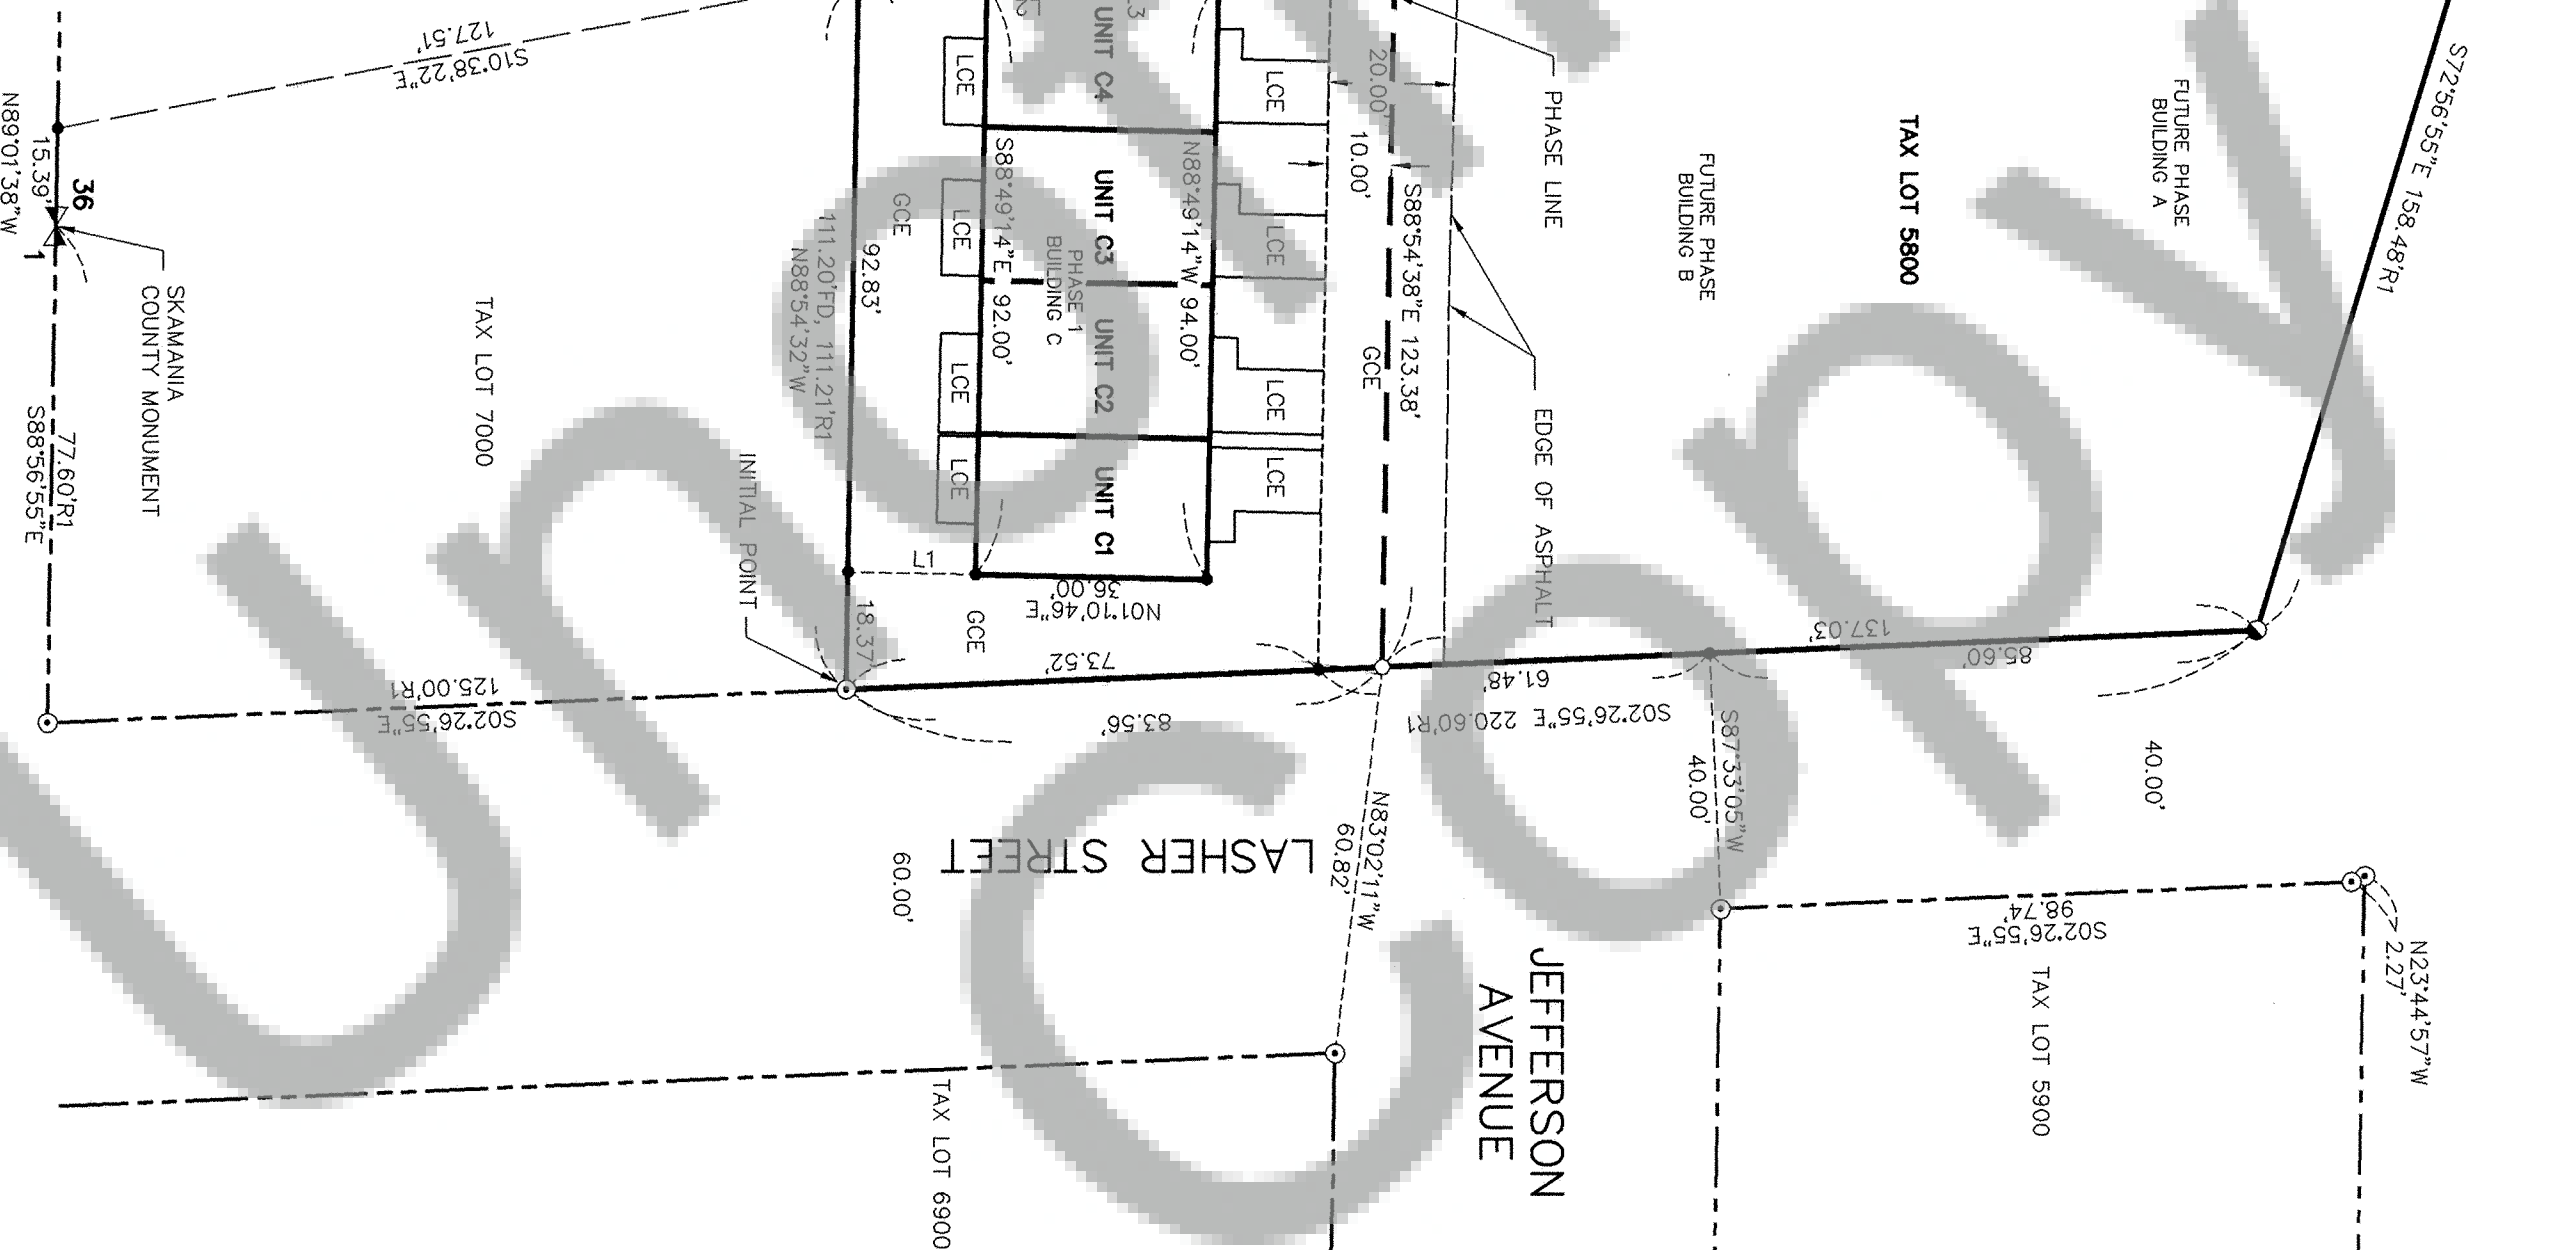 S10°38'22"E
127.51'
15.39'
N89°01'38"W
36
1
SKAMANIA
COUNTY MONUMENT
77.60'R1
S88°56'55"E
TAX LOT 7000
S02°26'55"E
125.00'R1
INITIAL POINT
111.20'FD, 111.21'R1
N88°54'32"W
92.83'
18.37'
GCE
LCE
LCE
LCE
LCE
L1
GCE
S88°49'14"E 92.00'
PHASE 1
BUILDING C
UNIT C4
UNIT C3
UNIT C2
UNIT C1
N88°49'14"W 94.00'
N01°10'46"E
36.00'
LCE
LCE
LCE
LCE
20.00'
10.00'
S88°54'38"E 123.38'
GCE
PHASE LINE
EDGE OF ASPHALT
FUTURE PHASE
BUILDING B
TAX LOT 5800
FUTURE PHASE
BUILDING A
S72°56'55"E 158.48'R1
73.52'
83.56'
61.48'
S02°26'55"E 220.60'R1
137.03'
85.60'
S87°33'05"W
40.00'
40.00'
LASHER STREET
60.00'
N83°02'11"W
60.82'
JEFFERSON
AVENUE
98.74'
S02°26'55"E
N23°44'57"W
2.27'
TAX LOT 5900
TAX LOT 6900